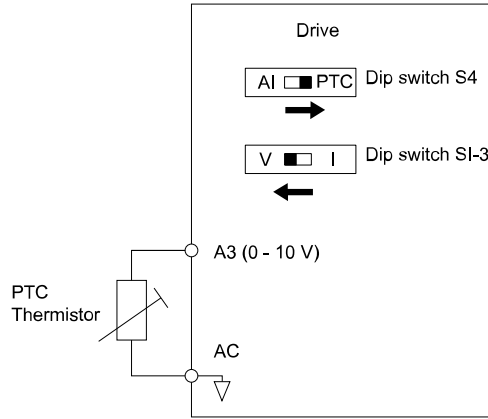 Drive
AI PTC Dip switch S4
V I Dip switch SI-3
A3 (0 - 10 V)
PTC
Thermistor
AC